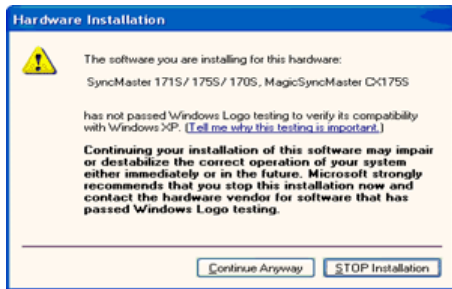 Hardware Installation
The software you are installing for this hardware:
SyncMaster 171S/ 175S/ 170S, MagicSyncMaster CX175S
has not passed Windows Logo testing to verify its compatibility
with Windows XP. (Tell me why this testing is important.)
Continuing your installation of this software may impair
or destabilize the correct operation of your system
either immediately or in the future. Microsoft strongly
recommends that you stop this installation now and
contact the hardware vendor for software that has
passed Windows Logo testing.
Continue Anyway STOP Installation